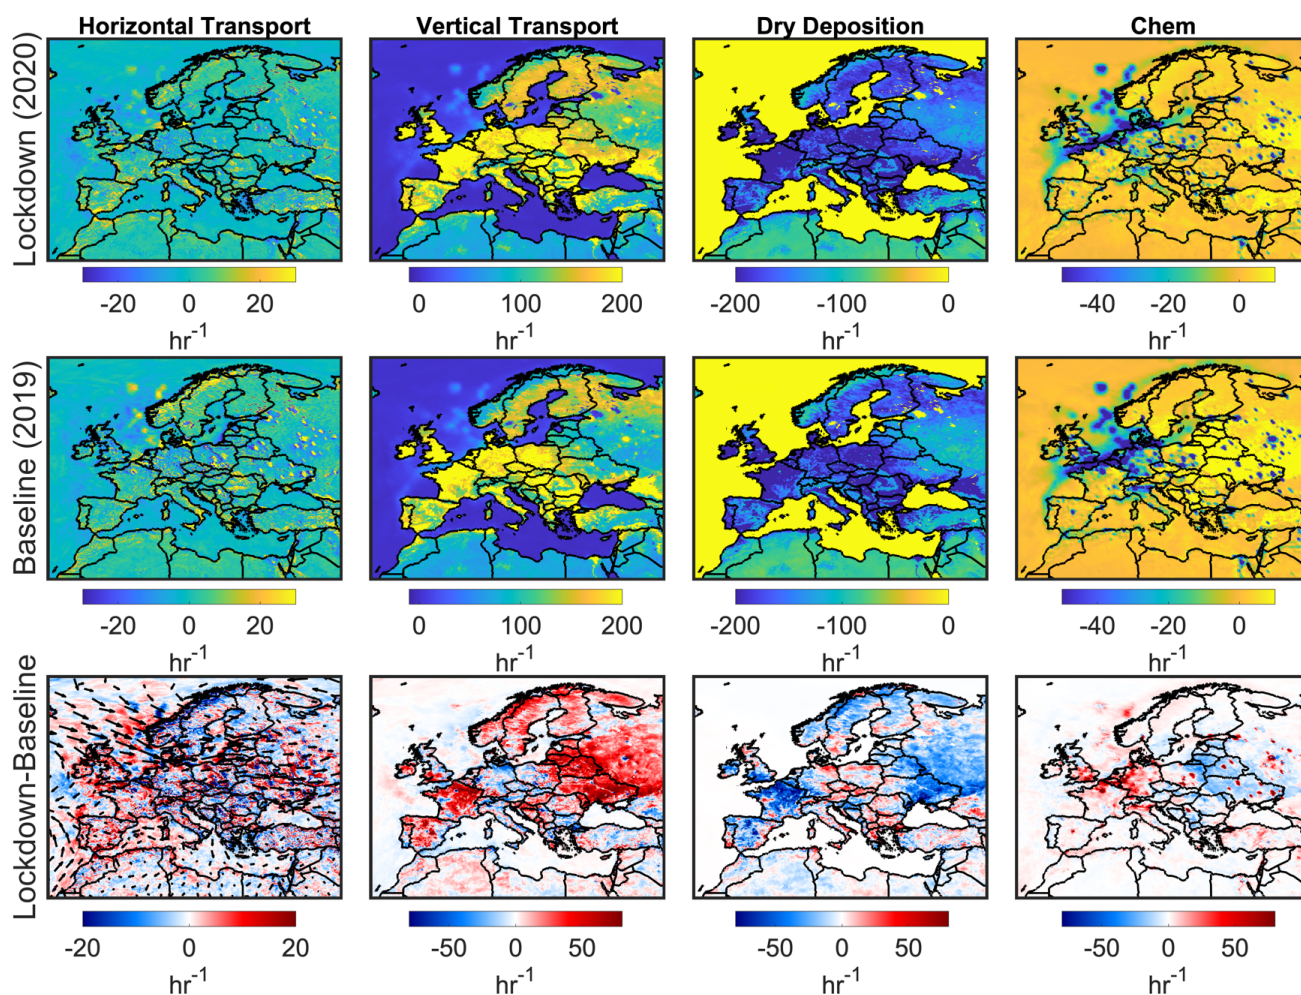 Horizontal Transport Vertical Transport Dry Deposition Chem
Lockdown (2020)
-20 0 20 0 100 200 -200 -100 0 -40 -20 0
hr-1 hr-1 hr-1 hr-1
Baseline (2019)
-20 0 20 0 100 200 -200 -100 0 -40 -20 0
hr-1 hr-1 hr-1 hr-1
Lockdown-Baseline
-20 0 20 -50 0 50 -50 0 50 -50 0 50
hr-1 hr-1 hr-1 hr-1